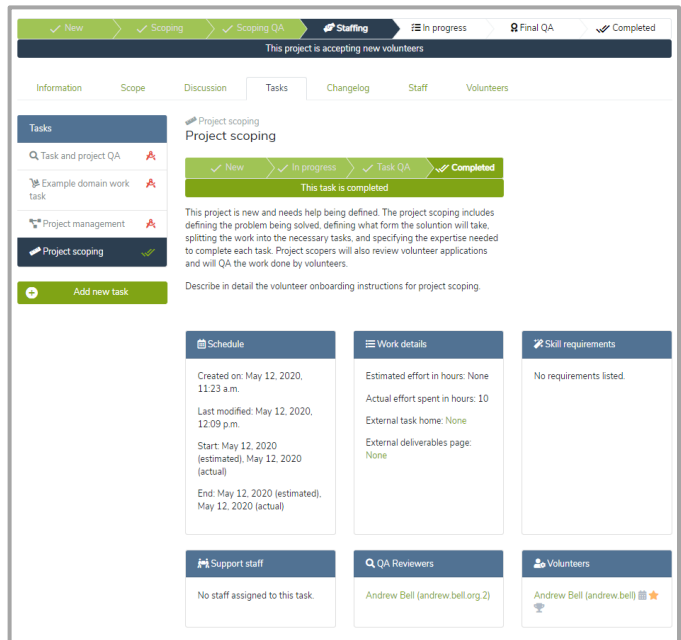 New
Scoping
Scoping QA
Staffing
In progress
Final QA
Completed
This project is accepting new volunteers
Information
Scope
Discussion
Tasks
Changelog
Staff
Volunteers
Tasks
Task and project QA
Example domain work
task
Project management
Project scoping
Add new task
Project scoping
Project scoping
New
In progress
Task QA
Completed
This task is completed
This project is new and needs help being defined. The project scoping includes
defining the problem being solved, defining what form the solution will take,
splitting the work into the necessary tasks, and specifying the expertise needed
to complete each task. Project scopers will also review volunteer applications
and will QA the work done by volunteers.
Describe in detail the volunteer onboarding instructions for project scoping.
Schedule
Created on: May 12, 2020,
11:23 a.m.
Last modified: May 12, 2020,
12:09 p.m.
Start: May 12, 2020
(estimated), May 12, 2020
(actual)
End: May 12, 2020 (estimated),
May 12, 2020 (actual)
Work details
Estimated effort in hours: None
Actual effort spent in hours: 10
External task home: None
External deliverables page:
None
Skill requirements
No requirements listed.
Support staff
No staff assigned to this task.
QA Reviewers
Andrew Bell (andrew.bell.org.2)
Volunteers
Andrew Bell (andrew.bell)